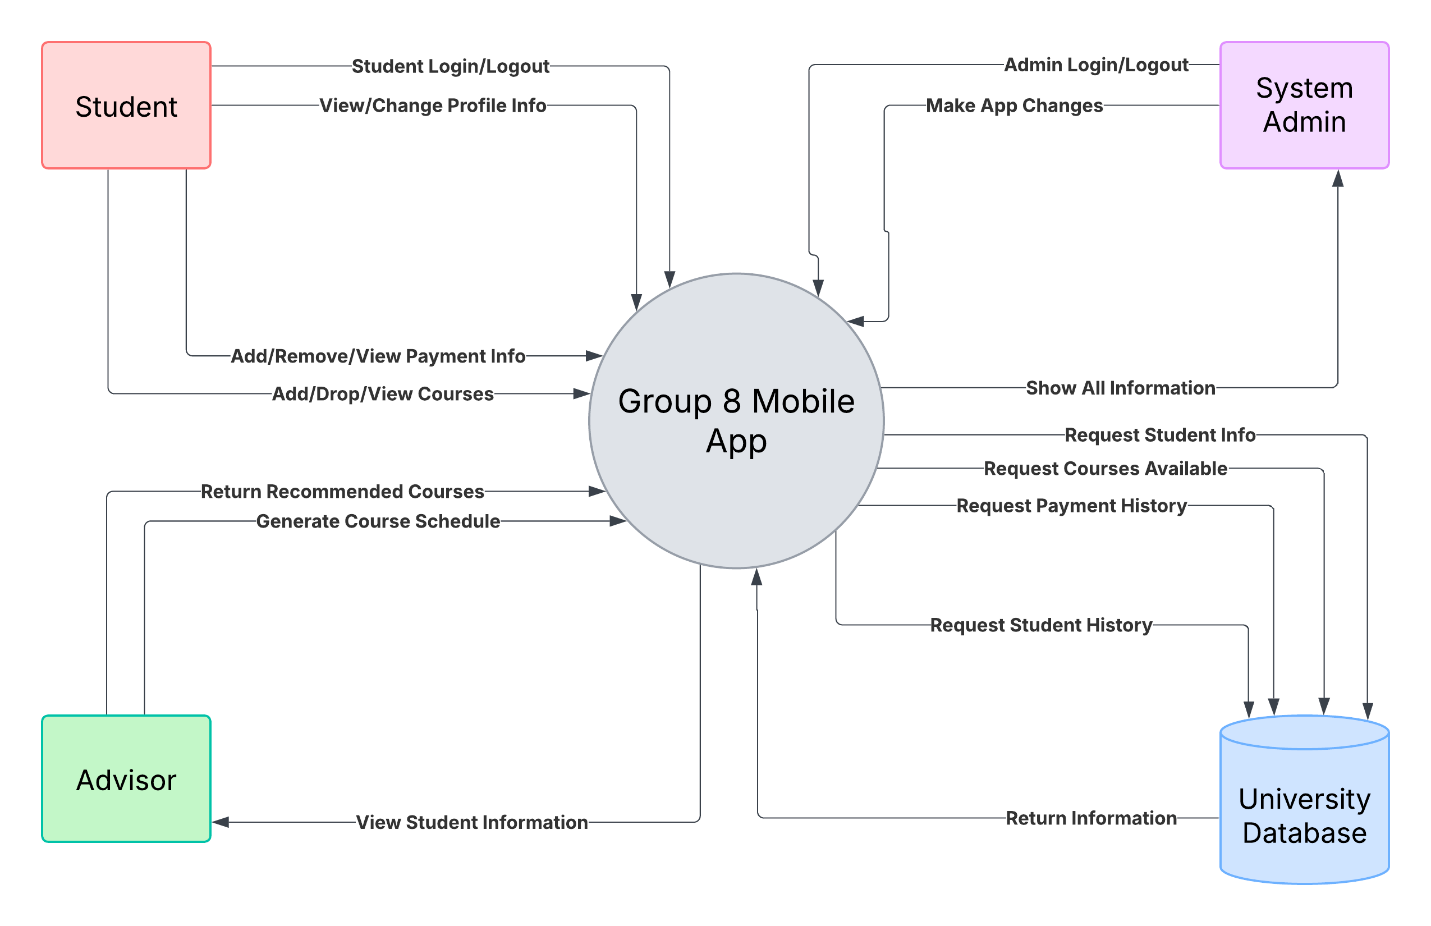 Student
Student Login/Logout
View/Change Profile Info
Admin Login/Logout
Make App Changes
System
Admin
Add/Remove/View Payment Info
Add/Drop/View Courses
Group 8 Mobile
App
Show All Information
Request Student Info
Request Courses Available
Request Payment History
Return Recommended Courses
Generate Course Schedule
Request Student History
Advisor
View Student Information
Return Information
University
Database